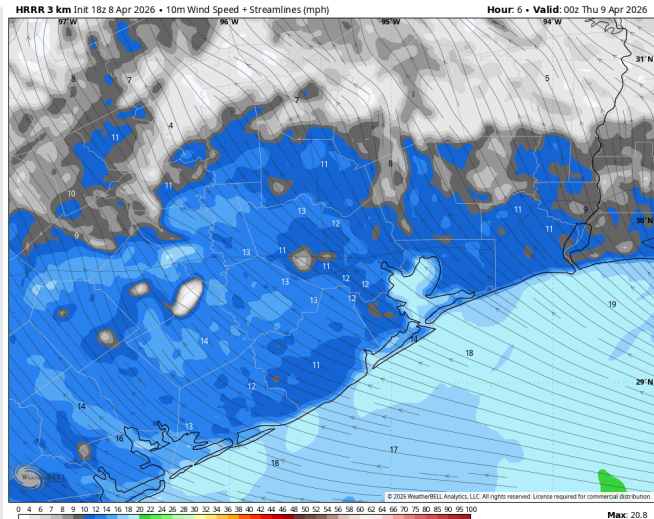 HRRR 3 km Init 18z 8 Apr 2026 • 10m Wind Speed + Streamlines (mph) Hour: 6 • Valid: 00z Thu 9 Apr 2026
97°W 96°W 95°W 94°W
31°N
8 7 5
7
4
11
11 8
11
10
13 11 9
12 30°N
9 11
13 11
11
13 12 12
13 12
19
14 14
18
11 29°N
12
14
13
16
17
18
WeatherBELL
© 2026 WeatherBELL Analytics, LLC. All rights reserved. License required for commercial distribution.
0 4 6 7 8 9 10 12 14 16 18 20 22 24 26 28 30 32 34 36 38 40 42 44 46 48 50 52 54 56 58 60 65 70 75 80 85 90 95 100
Max: 20.8